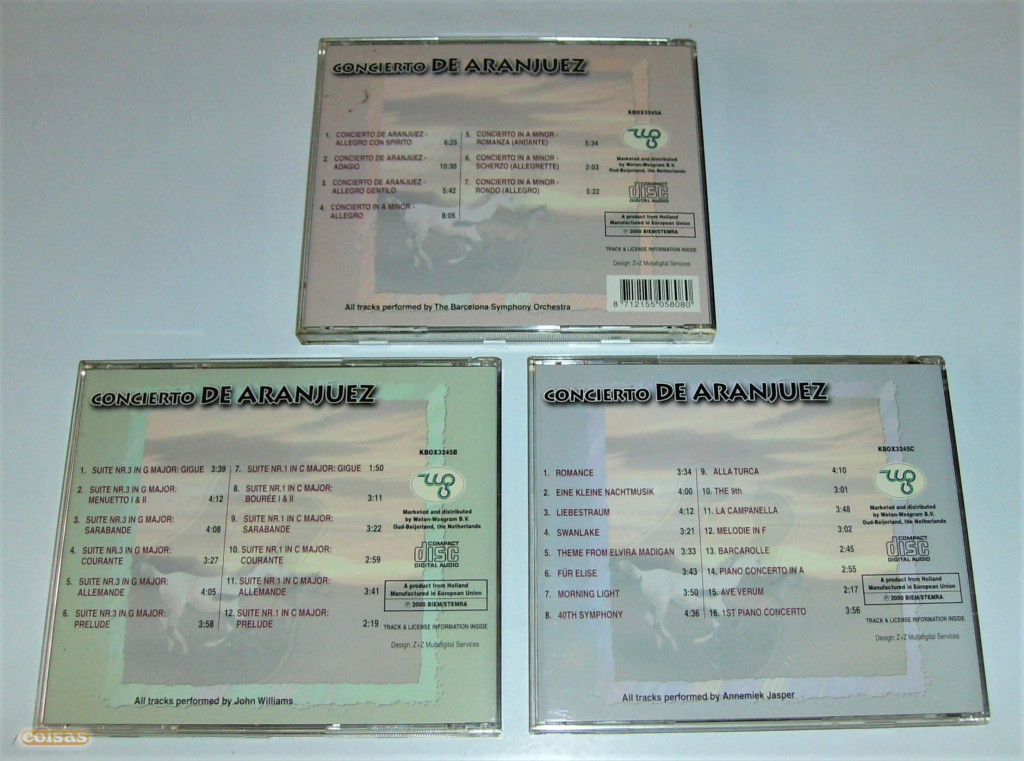 CONCIERTO DE ARANJUEZ
1. CONCIERTO DE ARANJUEZ -
ALLEGRO CON SPIRITO 6:25
2. CONCIERTO DE ARANJUEZ -
ADAGIO 10:30
3. CONCIERTO DE ARANJUEZ -
ALLEGRO GENTILO 5:42
4. CONCIERTO IN A MINOR -
ALLEGRO 8:05
5. CONCIERTO IN A MINOR -
ROMANZA (ANDANTE) 5:34
6. CONCIERTO IN A MINOR -
SCHERZO (ALLEGRETTE) 2:03
7. CONCIERTO IN A MINOR -
RONDO (ALLEGRO) 5:22
KBOX3245A
Marketed and distributed
by Weton-Wesgram B.V.
Oud-Beijerland, the Netherlands
COMPACT
disc
DIGITAL AUDIO
A product from Holland
Manufactured in European Union
℗ 2000 BIEM/STEMRA
TRACK & LICENSE INFORMATION INSIDE
Design: Z+Z Mutadigital Services
8 712155 058080
All tracks performed by The Barcelona Symphony Orchestra
CONCIERTO DE ARANJUEZ
1. SUITE NR.3 IN G MAJOR: GIGUE 3:39
2. SUITE NR.3 IN G MAJOR:
MENUETTO I & II 4:12
3. SUITE NR.3 IN G MAJOR:
SARABANDE 4:08
4. SUITE NR.3 IN G MAJOR:
COURANTE 3:27
5. SUITE NR.3 IN G MAJOR:
ALLEMANDE 4:05
6. SUITE NR.3 IN G MAJOR:
PRELUDE 3:58
7. SUITE NR.1 IN C MAJOR: GIGUE 1:50
8. SUITE NR.1 IN C MAJOR:
BOURÉE I & II 3:11
9. SUITE NR.1 IN C MAJOR:
SARABANDE 3:22
10. SUITE NR.1 IN C MAJOR:
COURANTE 2:59
11. SUITE NR.1 IN C MAJOR:
ALLEMANDE 3:41
12. SUITE NR.1 IN C MAJOR:
PRELUDE 2:19
KBOX3245B
Marketed and distributed
by Weton-Wesgram B.V.
Oud-Beijerland, the Netherlands
COMPACT
disc
DIGITAL AUDIO
A product from Holland
Manufactured in European Union
℗ 2000 BIEM/STEMRA
TRACK & LICENSE INFORMATION INSIDE
Design: Z+Z Mutadigital Services
All tracks performed by John Williams
CONCIERTO DE ARANJUEZ
1. ROMANCE 3:34
2. EINE KLEINE NACHTMUSIK 4:00
3. LIEBESTRAUM 4:12
4. SWANLAKE 3:21
5. THEME FROM ELVIRA MADIGAN 3:33
6. FÜR ELISE 3:43
7. MORNING LIGHT 3:50
8. 40TH SYMPHONY 4:36
9. ALLA TURCA 4:10
10. THE 9th 3:01
11. LA CAMPANELLA 3:48
12. MELODIE IN F 3:02
13. BARCAROLLE 2:45
14. PIANO CONCERTO IN A 2:55
15. AVE VERUM 2:17
16. 1ST PIANO CONCERTO 3:56
KBOX3245C
Marketed and distributed
by Weton-Wesgram B.V.
Oud-Beijerland, the Netherlands
COMPACT
disc
DIGITAL AUDIO
A product from Holland
Manufactured in European Union
℗ 2000 BIEM/STEMRA
TRACK & LICENSE INFORMATION INSIDE
Design: Z+Z Mutadigital Services
All tracks performed by Annemiek Jasper
coisas